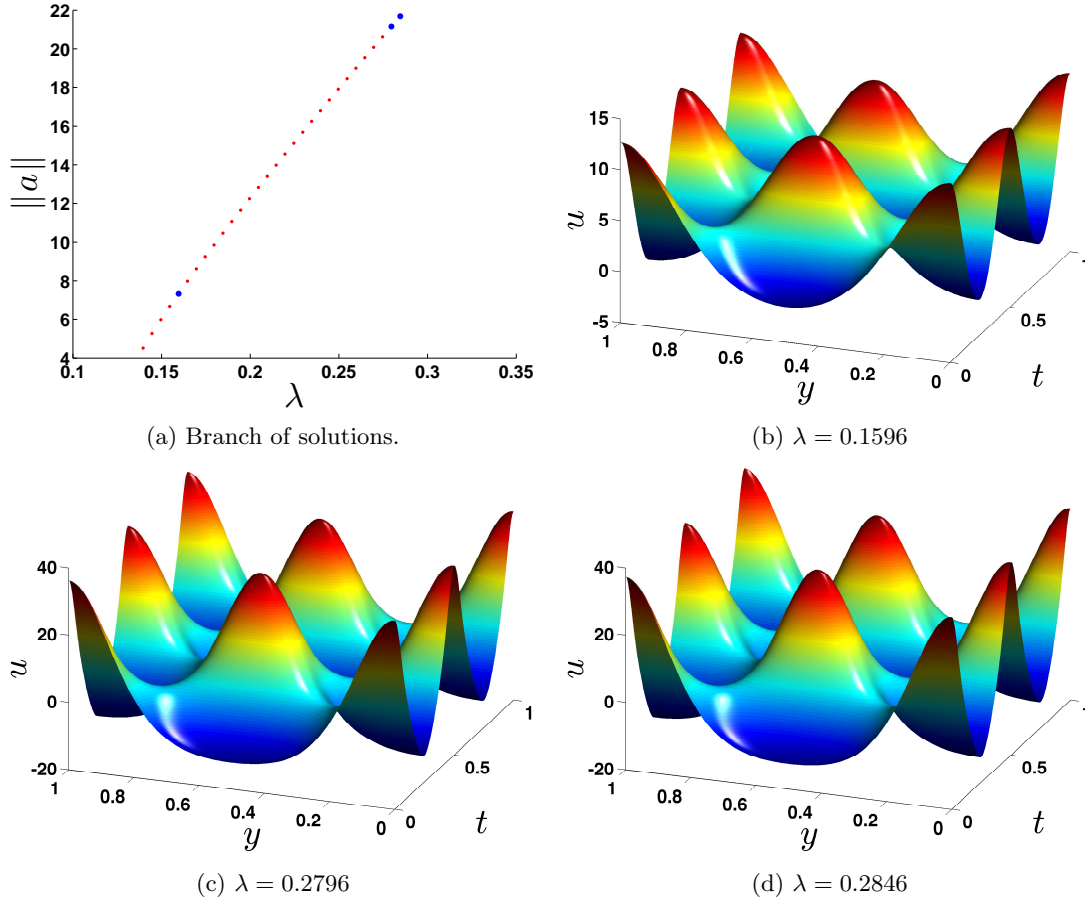 22
20
18
16
14
12
10
8
6
4
‖a‖
0.1 0.15 0.2 0.25 0.3 0.35
λ
(a) Branch of solutions.
15
10
5
0
-5
u
1 0.8 0.6 0.4 0.2 0
y
0 0.5
t
(b) λ = 0.1596
40
20
0
-20
u
1 0.8 0.6 0.4 0.2 0
y
0 0.5 1
t
(c) λ = 0.2796
40
20
0
-20
u
1 0.8 0.6 0.4 0.2 0
y
0 0.5
t
(d) λ = 0.2846